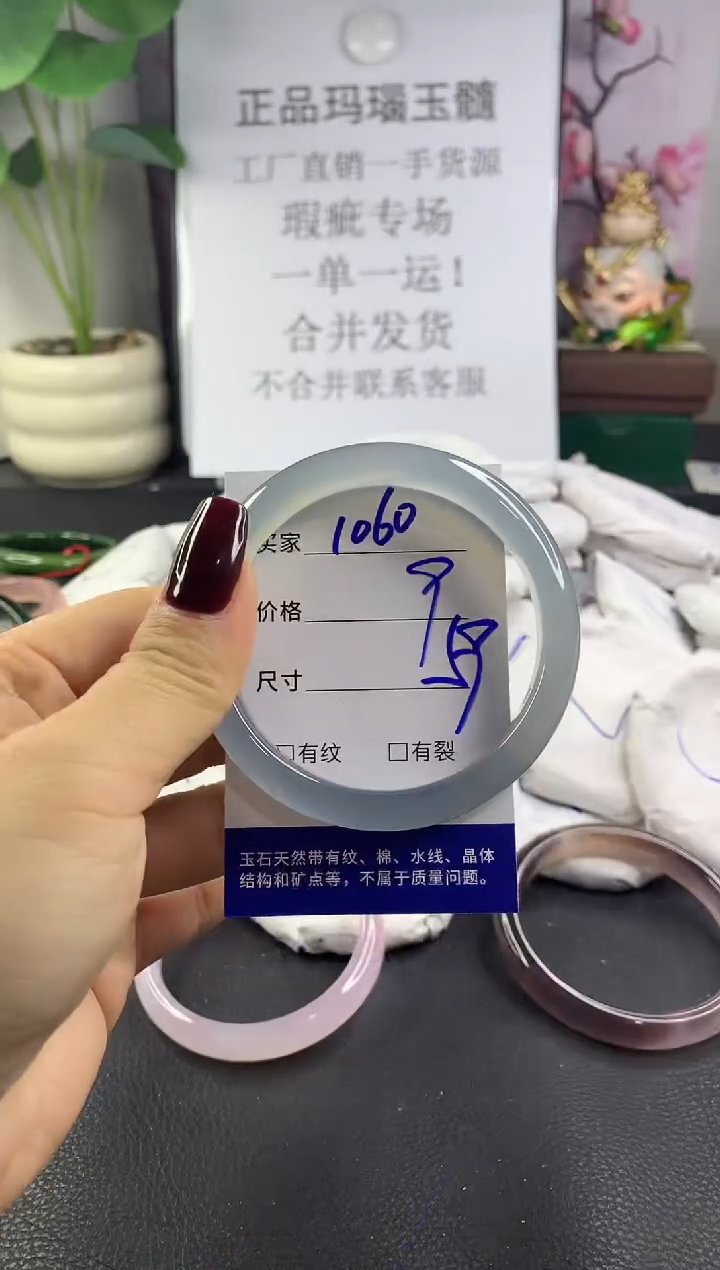 正品玛瑙玉髓
工厂直销一手货源
瑕疵专场
一单一运！
合并发货
不合并联系客服
买家 1060
价格
尺寸
□有纹 □有裂
玉石天然带有纹、棉、水线、晶体
结构和矿点等，不属于质量问题。